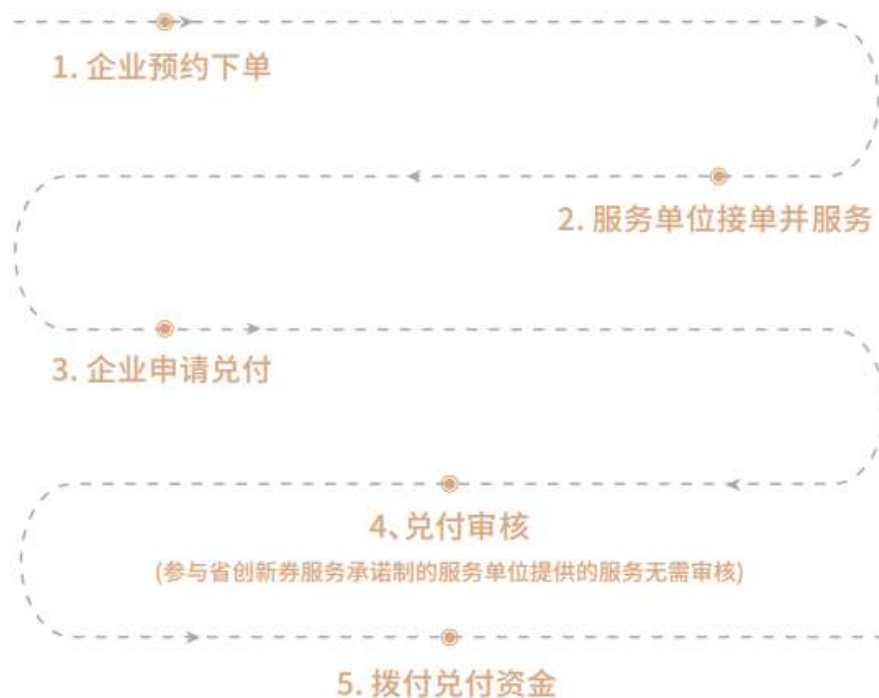 1. 企业预约下单
2. 服务单位接单并服务
3. 企业申请兑付
4、兑付审核
(参与省创新券服务承诺制的服务单位提供的服务无需审核)
5. 拨付兑付资金